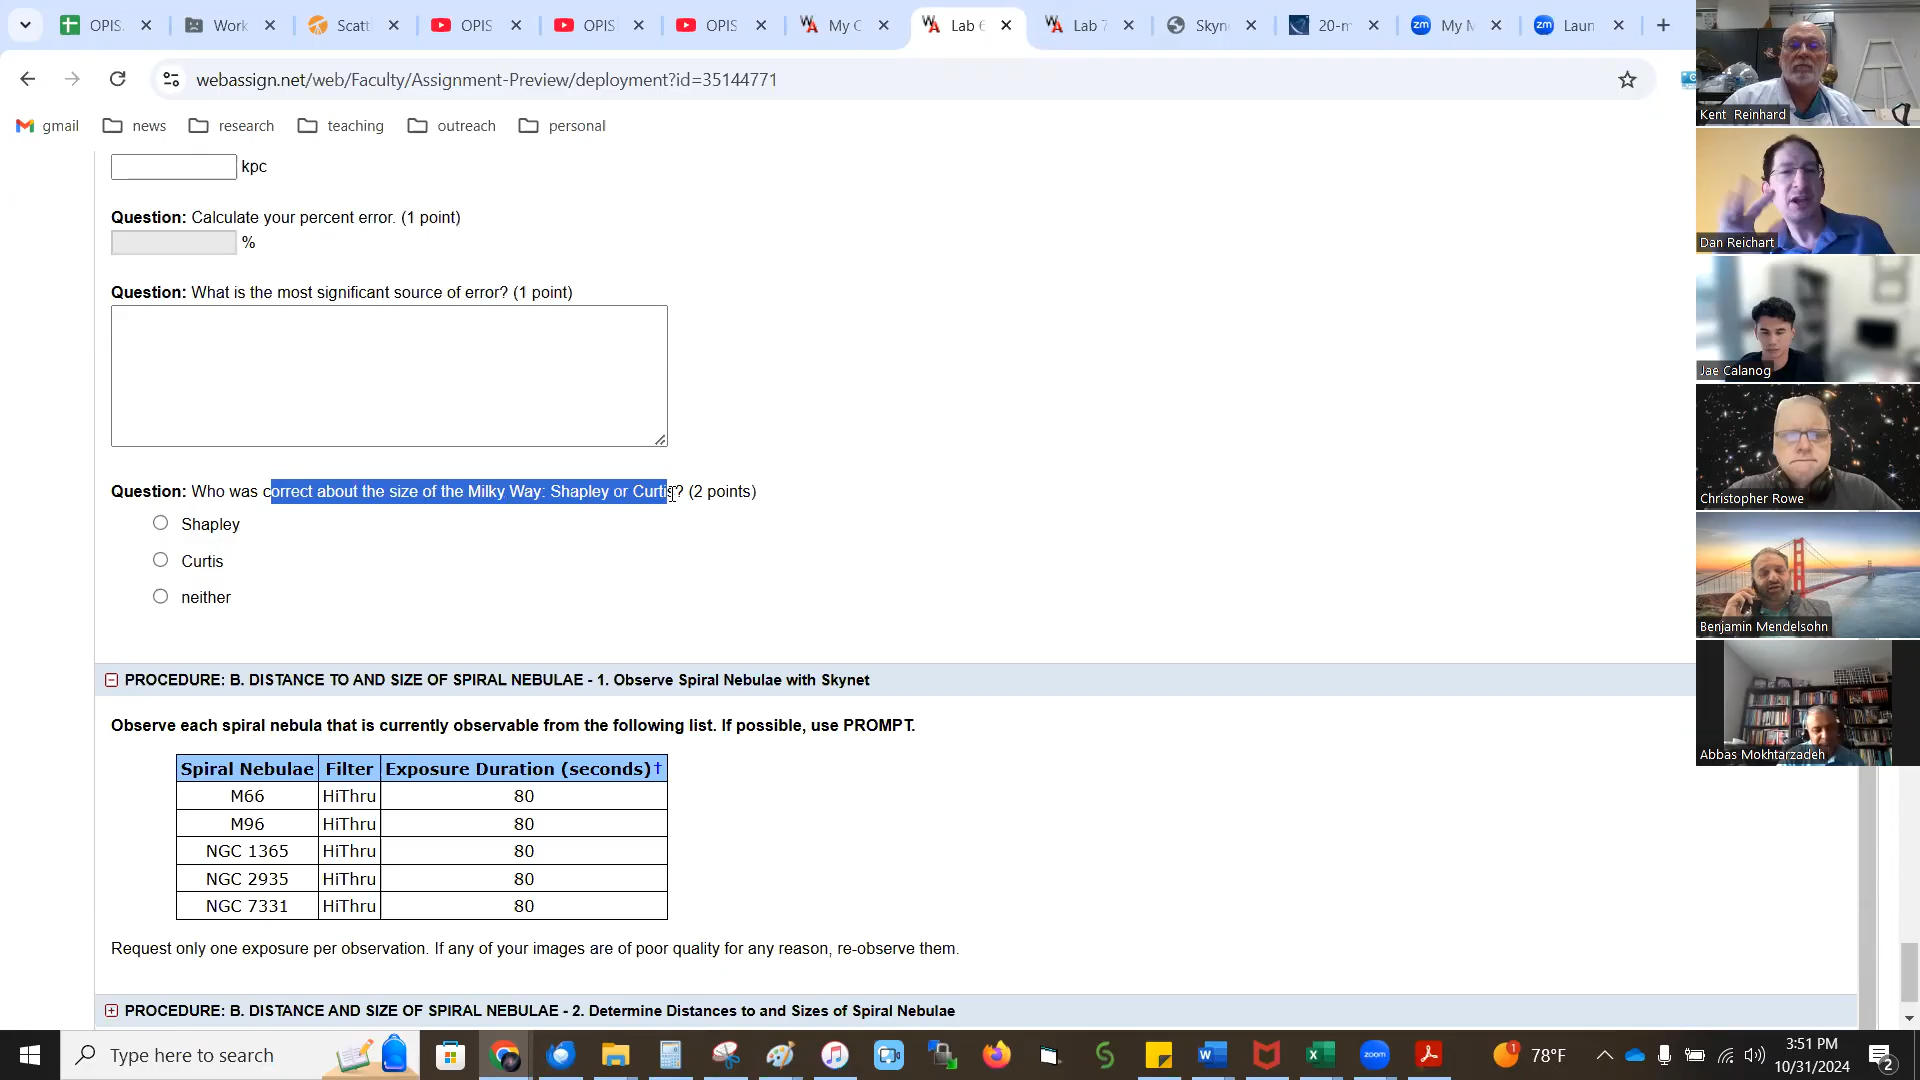 OPIS
Work
Scatt
OPIS
OPIS
OPIS
My C
Lab 6
Lab 7
Skyn
20-m
My M
Laun
webassign.net/web/Faculty/Assignment-Preview/deployment?id=35144771
gmail
news
research
teaching
outreach
personal
kpc
Question: Calculate your percent error. (1 point)
%
Question: What is the most significant source of error? (1 point)
Question: Who was correct about the size of the Milky Way: Shapley or Curtis? (2 points)
Shapley
Curtis
neither
PROCEDURE: B. DISTANCE TO AND SIZE OF SPIRAL NEBULAE - 1. Observe Spiral Nebulae with Skynet
Observe each spiral nebula that is currently observable from the following list. If possible, use PROMPT.
Spiral Nebulae Filter Exposure Duration (seconds)†
M66 HiThru 80
M96 HiThru 80
NGC 1365 HiThru 80
NGC 2935 HiThru 80
NGC 7331 HiThru 80
Request only one exposure per observation. If any of your images are of poor quality for any reason, re-observe them.
PROCEDURE: B. DISTANCE AND SIZE OF SPIRAL NEBULAE - 2. Determine Distances to and Sizes of Spiral Nebulae
Kent Reinhard
Dan Reichart
Jae Calanog
Christopher Rowe
Benjamin Mendelsohn
Abbas Mokhtarzadeh
Type here to search
zoom
1
78°F
3:51 PM
10/31/2024
2